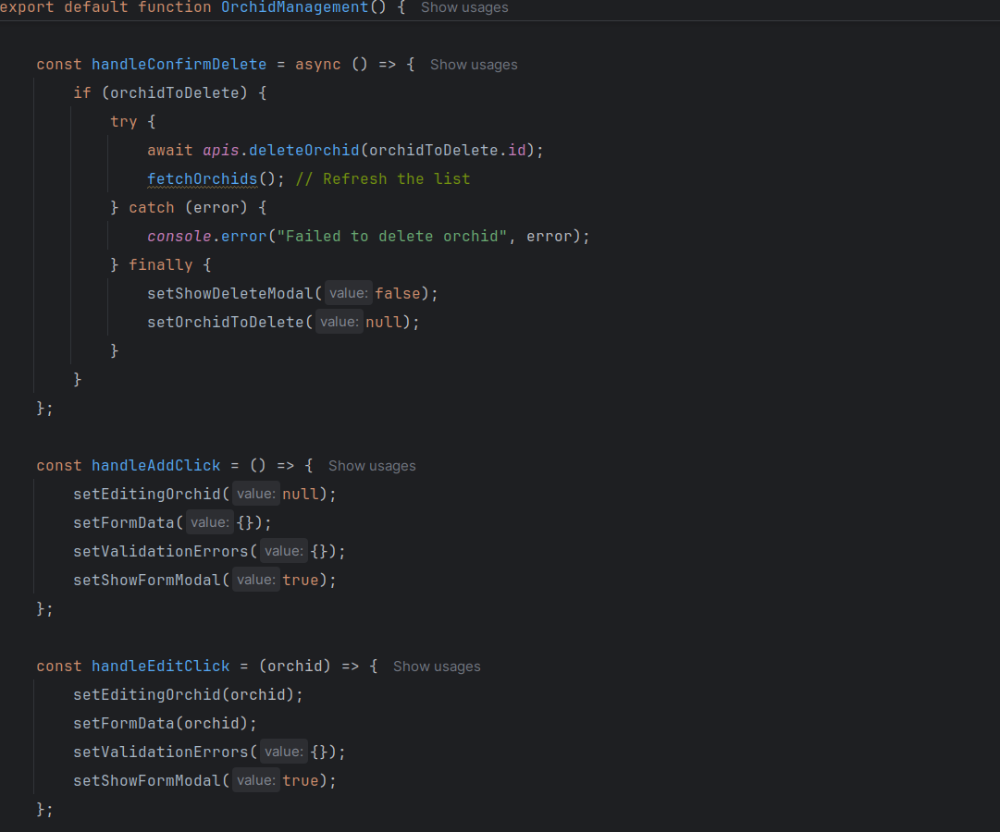 export default function OrchidManagement() {  Show usages
const handleConfirmDelete = async () => {  Show usages
if (orchidToDelete) {
try {
await apis.deleteOrchid(orchidToDelete.id);
fetchOrchids(); // Refresh the list
} catch (error) {
console.error("Failed to delete orchid", error);
} finally {
setShowDeleteModal( value: false);
setOrchidToDelete( value: null);
}
}
};
const handleAddClick = () => {  Show usages
setEditingOrchid( value: null);
setFormData( value: {});
setValidationErrors( value: {});
setShowFormModal( value: true);
};
const handleEditClick = (orchid) => {  Show usages
setEditingOrchid(orchid);
setFormData(orchid);
setValidationErrors( value: {});
setShowFormModal( value: true);
};